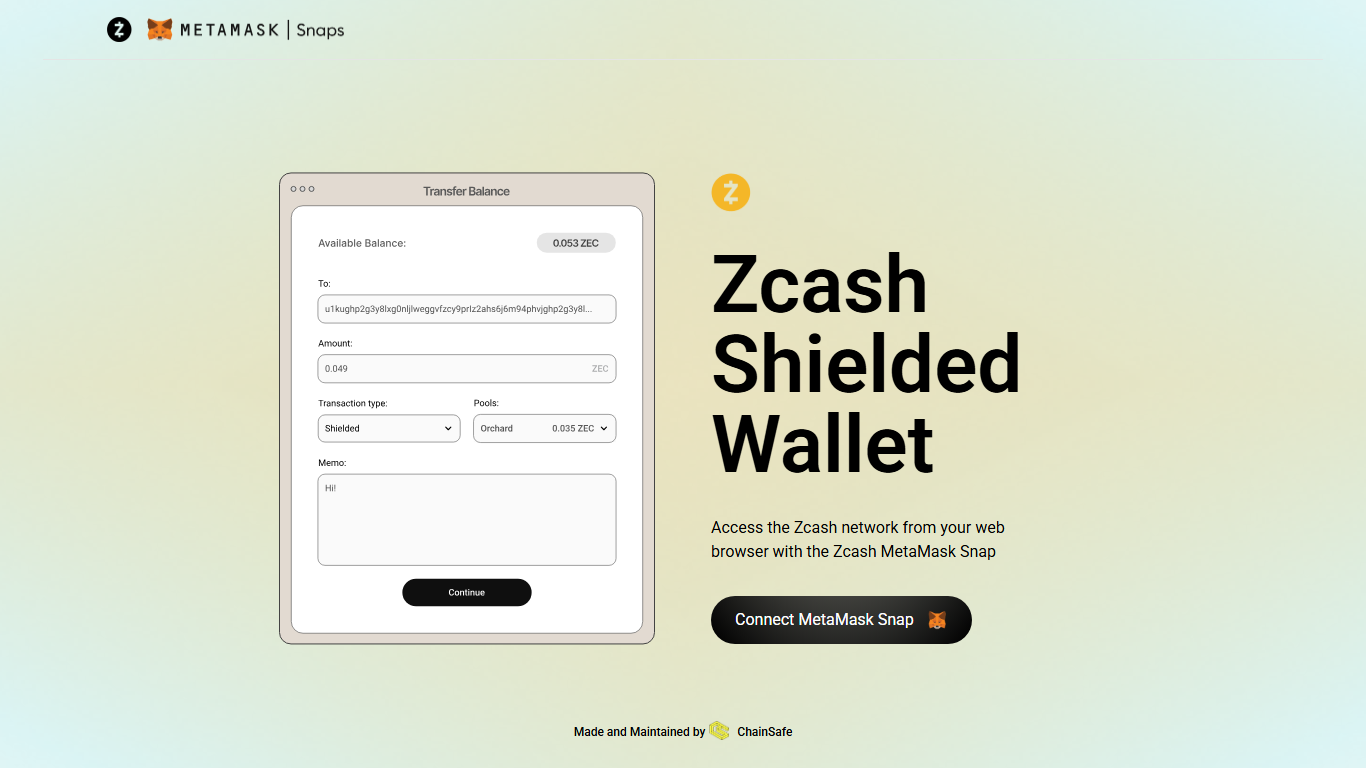 METAMASK | Snaps
Transfer Balance
Available Balance:
0.053 ZEC
To:
u1kughp2g3y8lxg0nljlweggvfzcy9prlz2ahs6j6m94phvjghp2g3y8l...
Amount:
0.049
ZEC
Transaction type:
Pools:
Shielded
Orchard
0.035 ZEC
Memo:
Hi!
Continue
Zcash
Shielded
Wallet
Access the Zcash network from your web
browser with the Zcash MetaMask Snap
Connect MetaMask Snap
Made and Maintained by ChainSafe